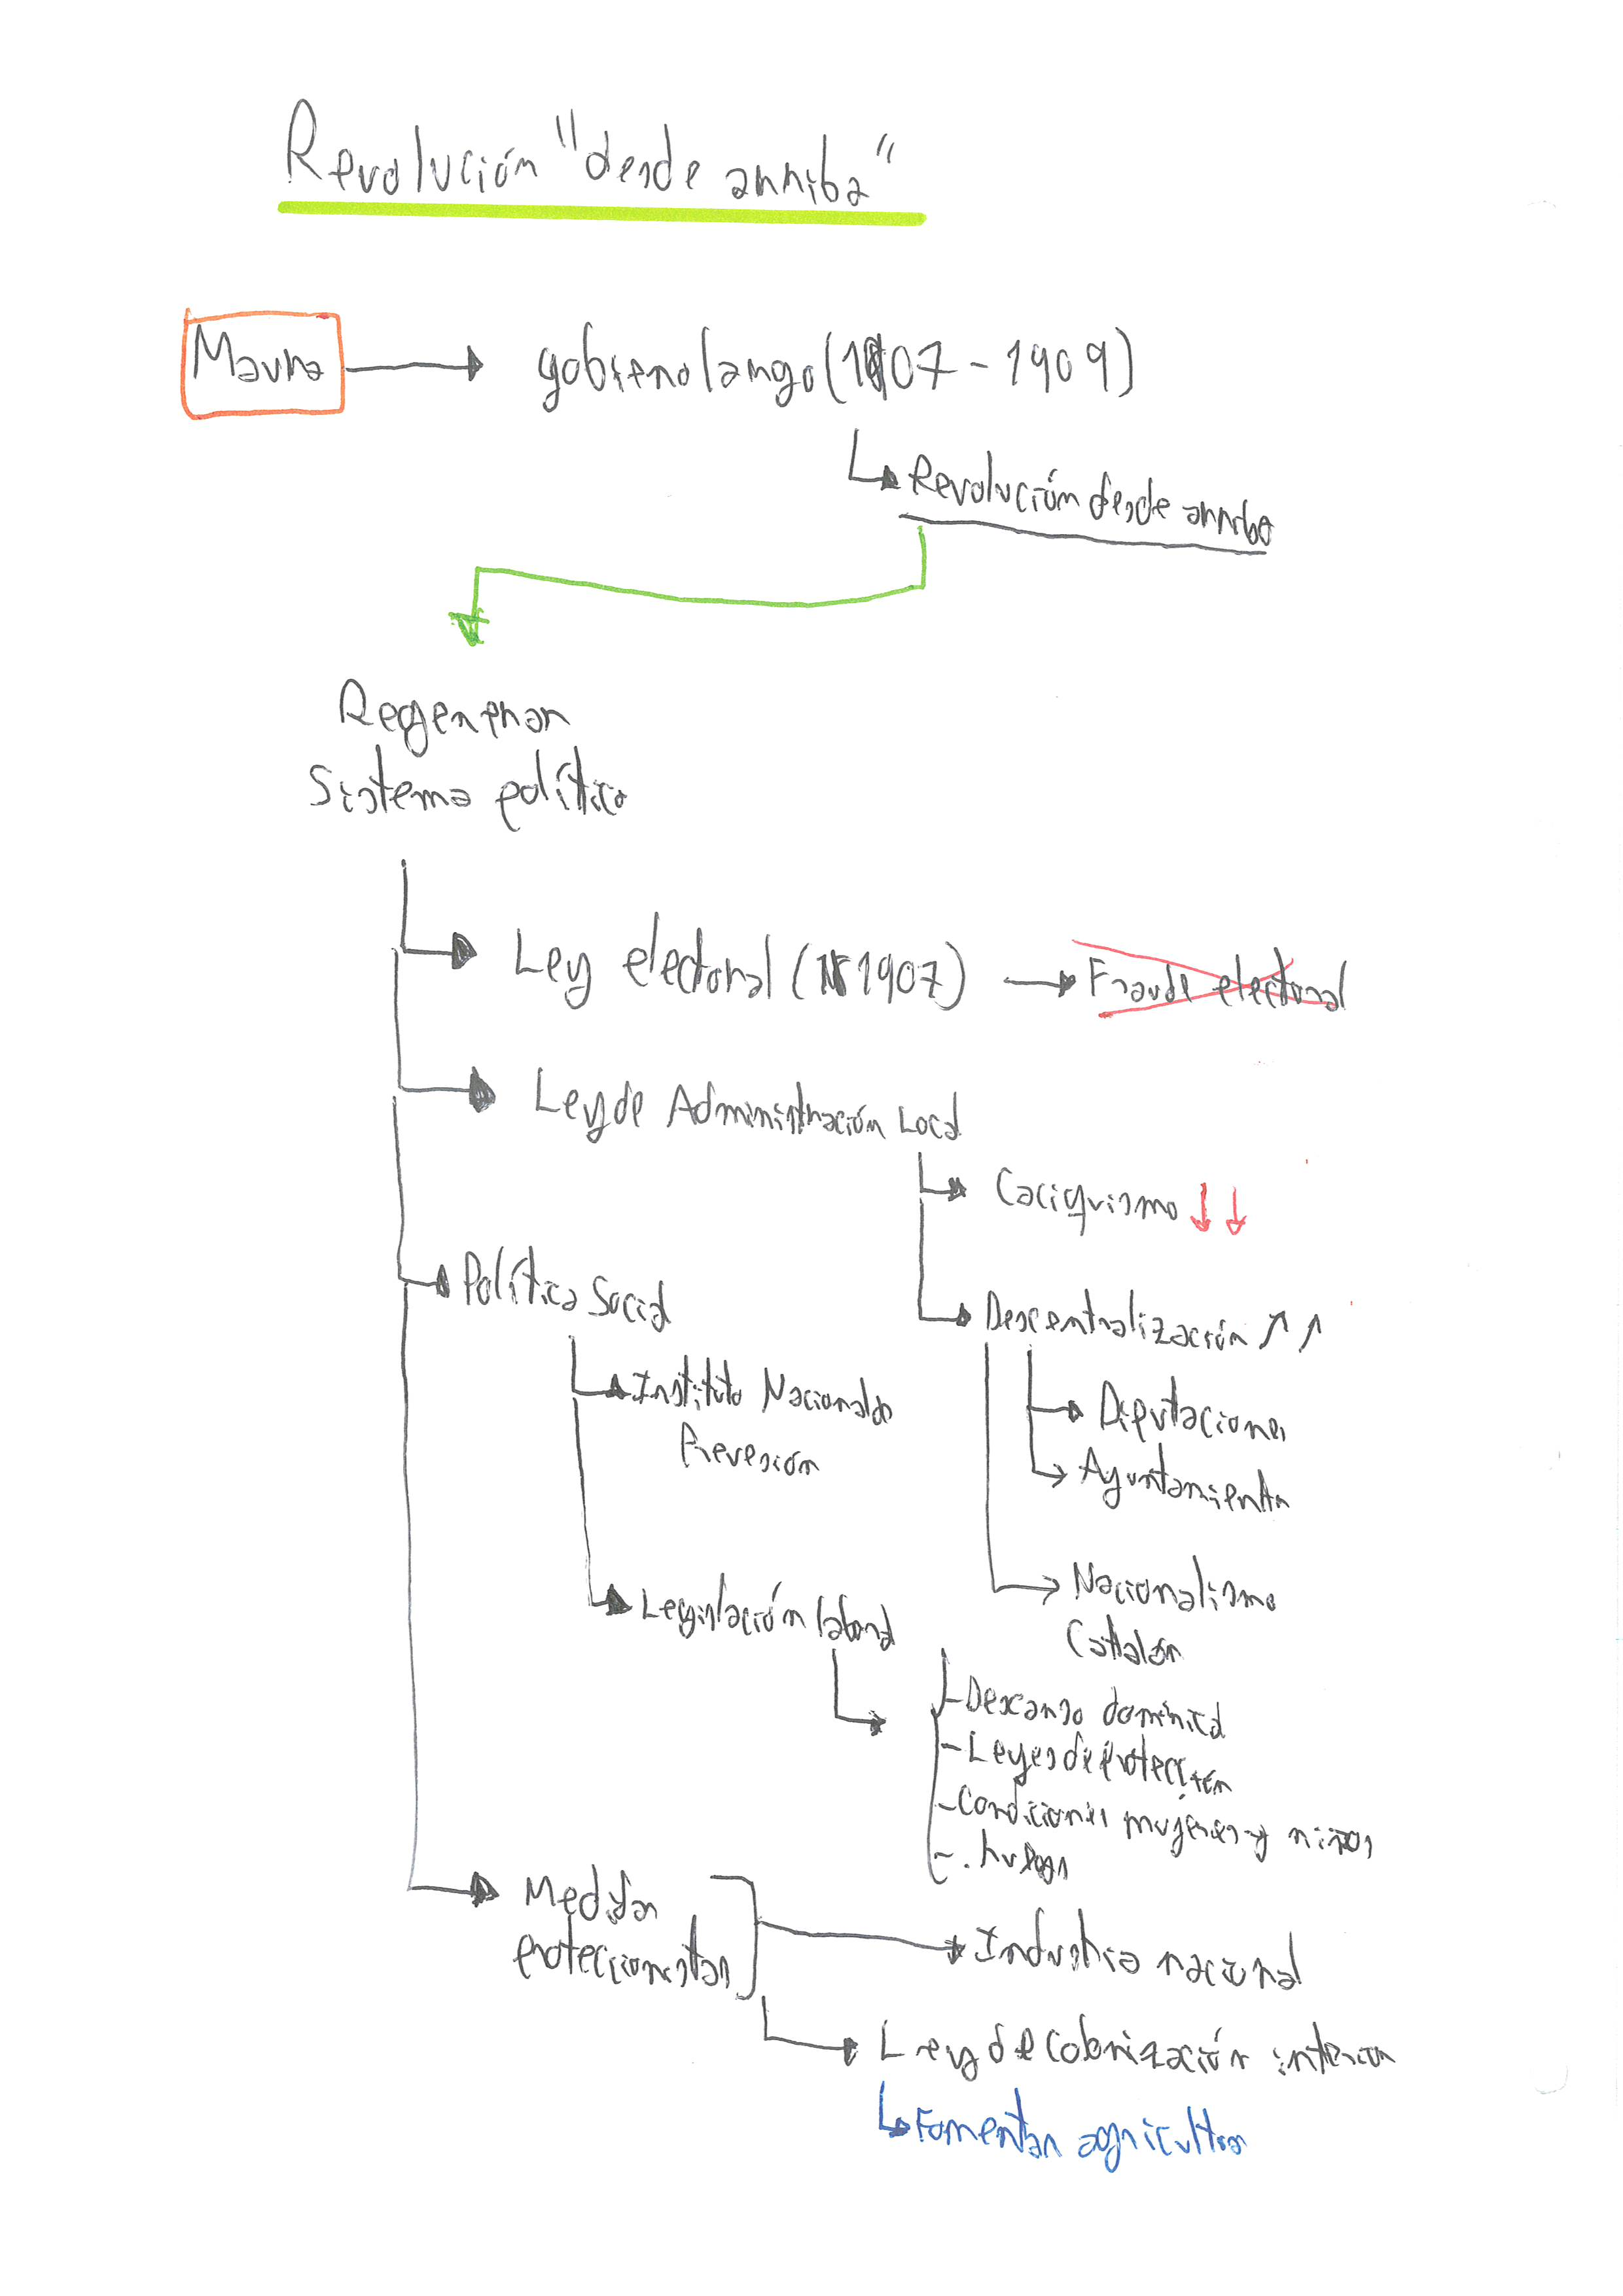 Revolución "desde arriba"
Maura
gobierno largo (1907-1909)
Revolución desde arriba
Regenerar
Sistema político
Ley electoral (1907)
Fraude electoral
Ley de Administración Local
Caciquismo ↓↓
Política Social
Descentralización ↗↗
Instituto Nacional de
Previsión
Diputaciones
Ayuntamiento
Nacionalismo
Catalán
Legislación laboral
- Descanso dominical
- Leyes de protección
- Condiciones mujeres y niños
- huelga
Medidas
proteccionistas
Industria nacional
Ley de Colonización interior
Fomentar agricultura